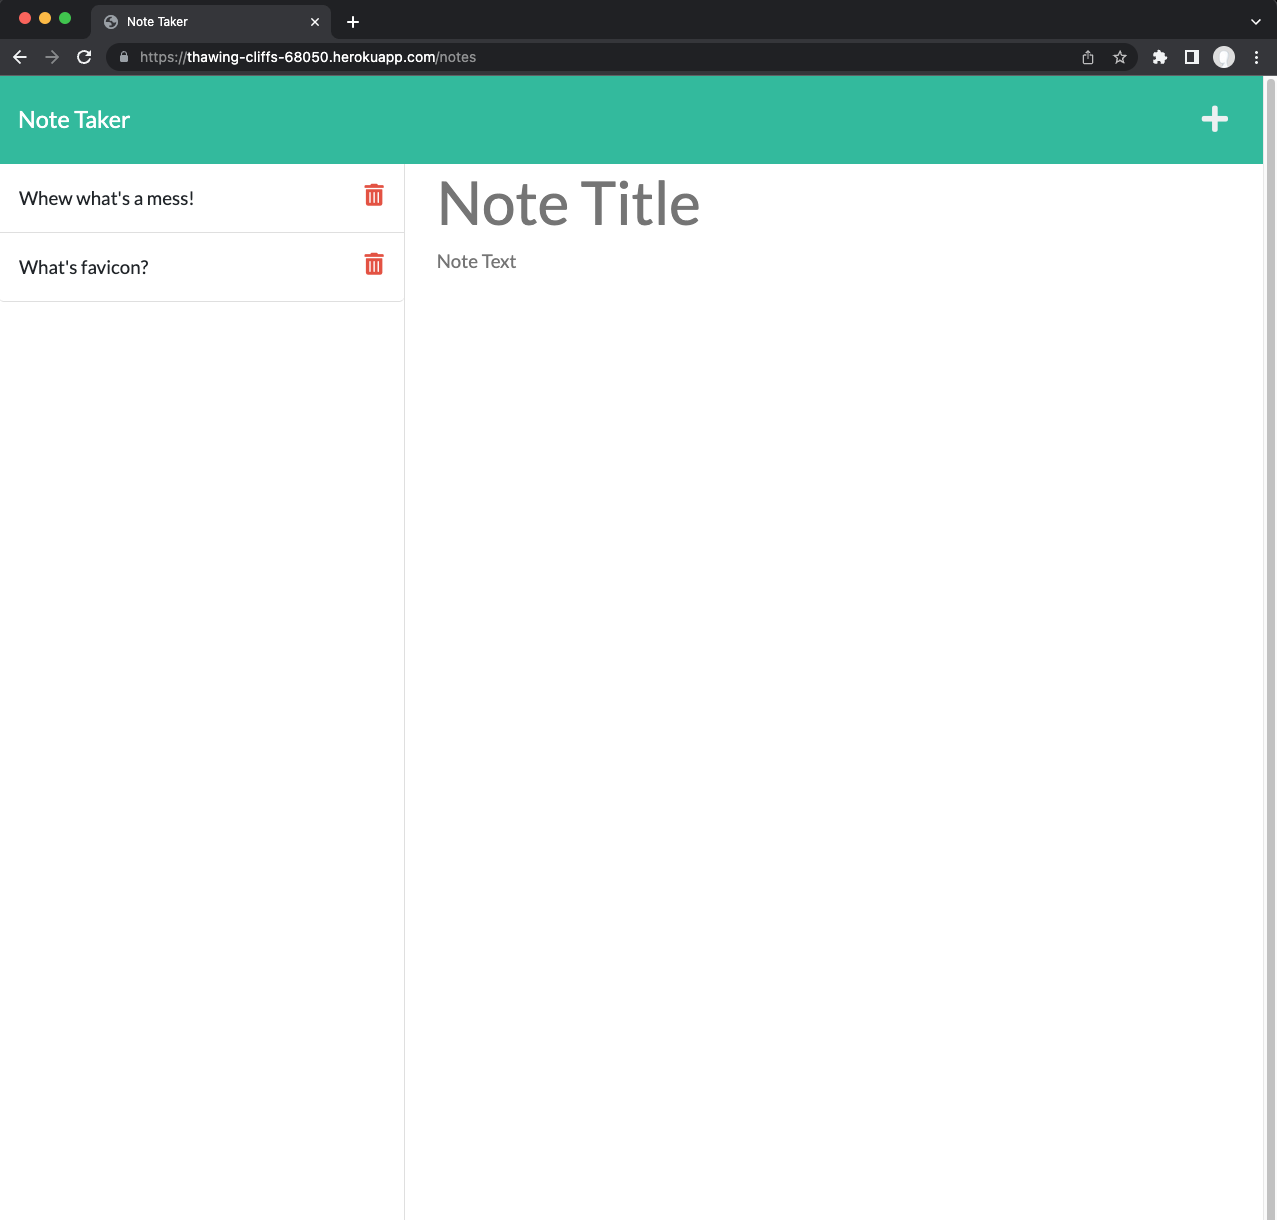 Note Taker
https://thawing-cliffs-68050.herokuapp.com/notes
Note Taker
Whew what's a mess!
What's favicon?
Note Title
Note Text